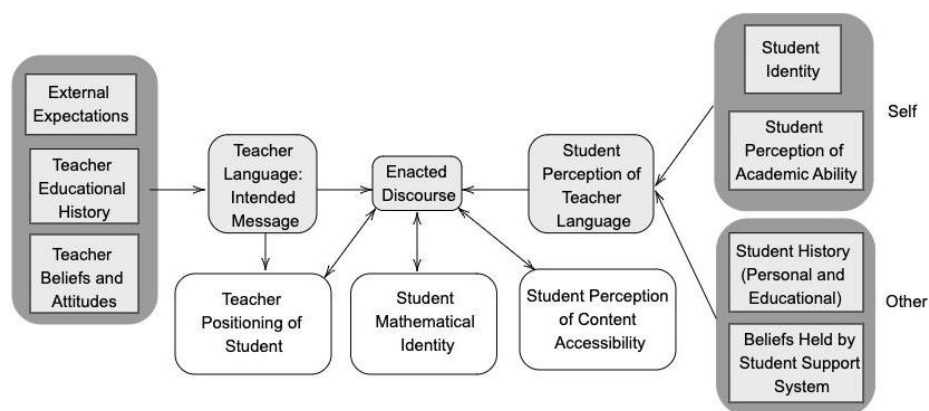 External
Expectations
Teacher
Educational
History
Teacher
Beliefs and
Attitudes
Teacher
Language:
Intended
Message
Enacted
Discourse
Student
Perception of
Teacher
Language
Teacher
Positioning of
Student
Student
Mathematical
Identity
Student Perception
of Content
Accessibility
Student
Identity
Student
Perception of
Academic Ability
Self
Student History
(Personal and
Educational)
Beliefs Held by
Student Support
System
Other